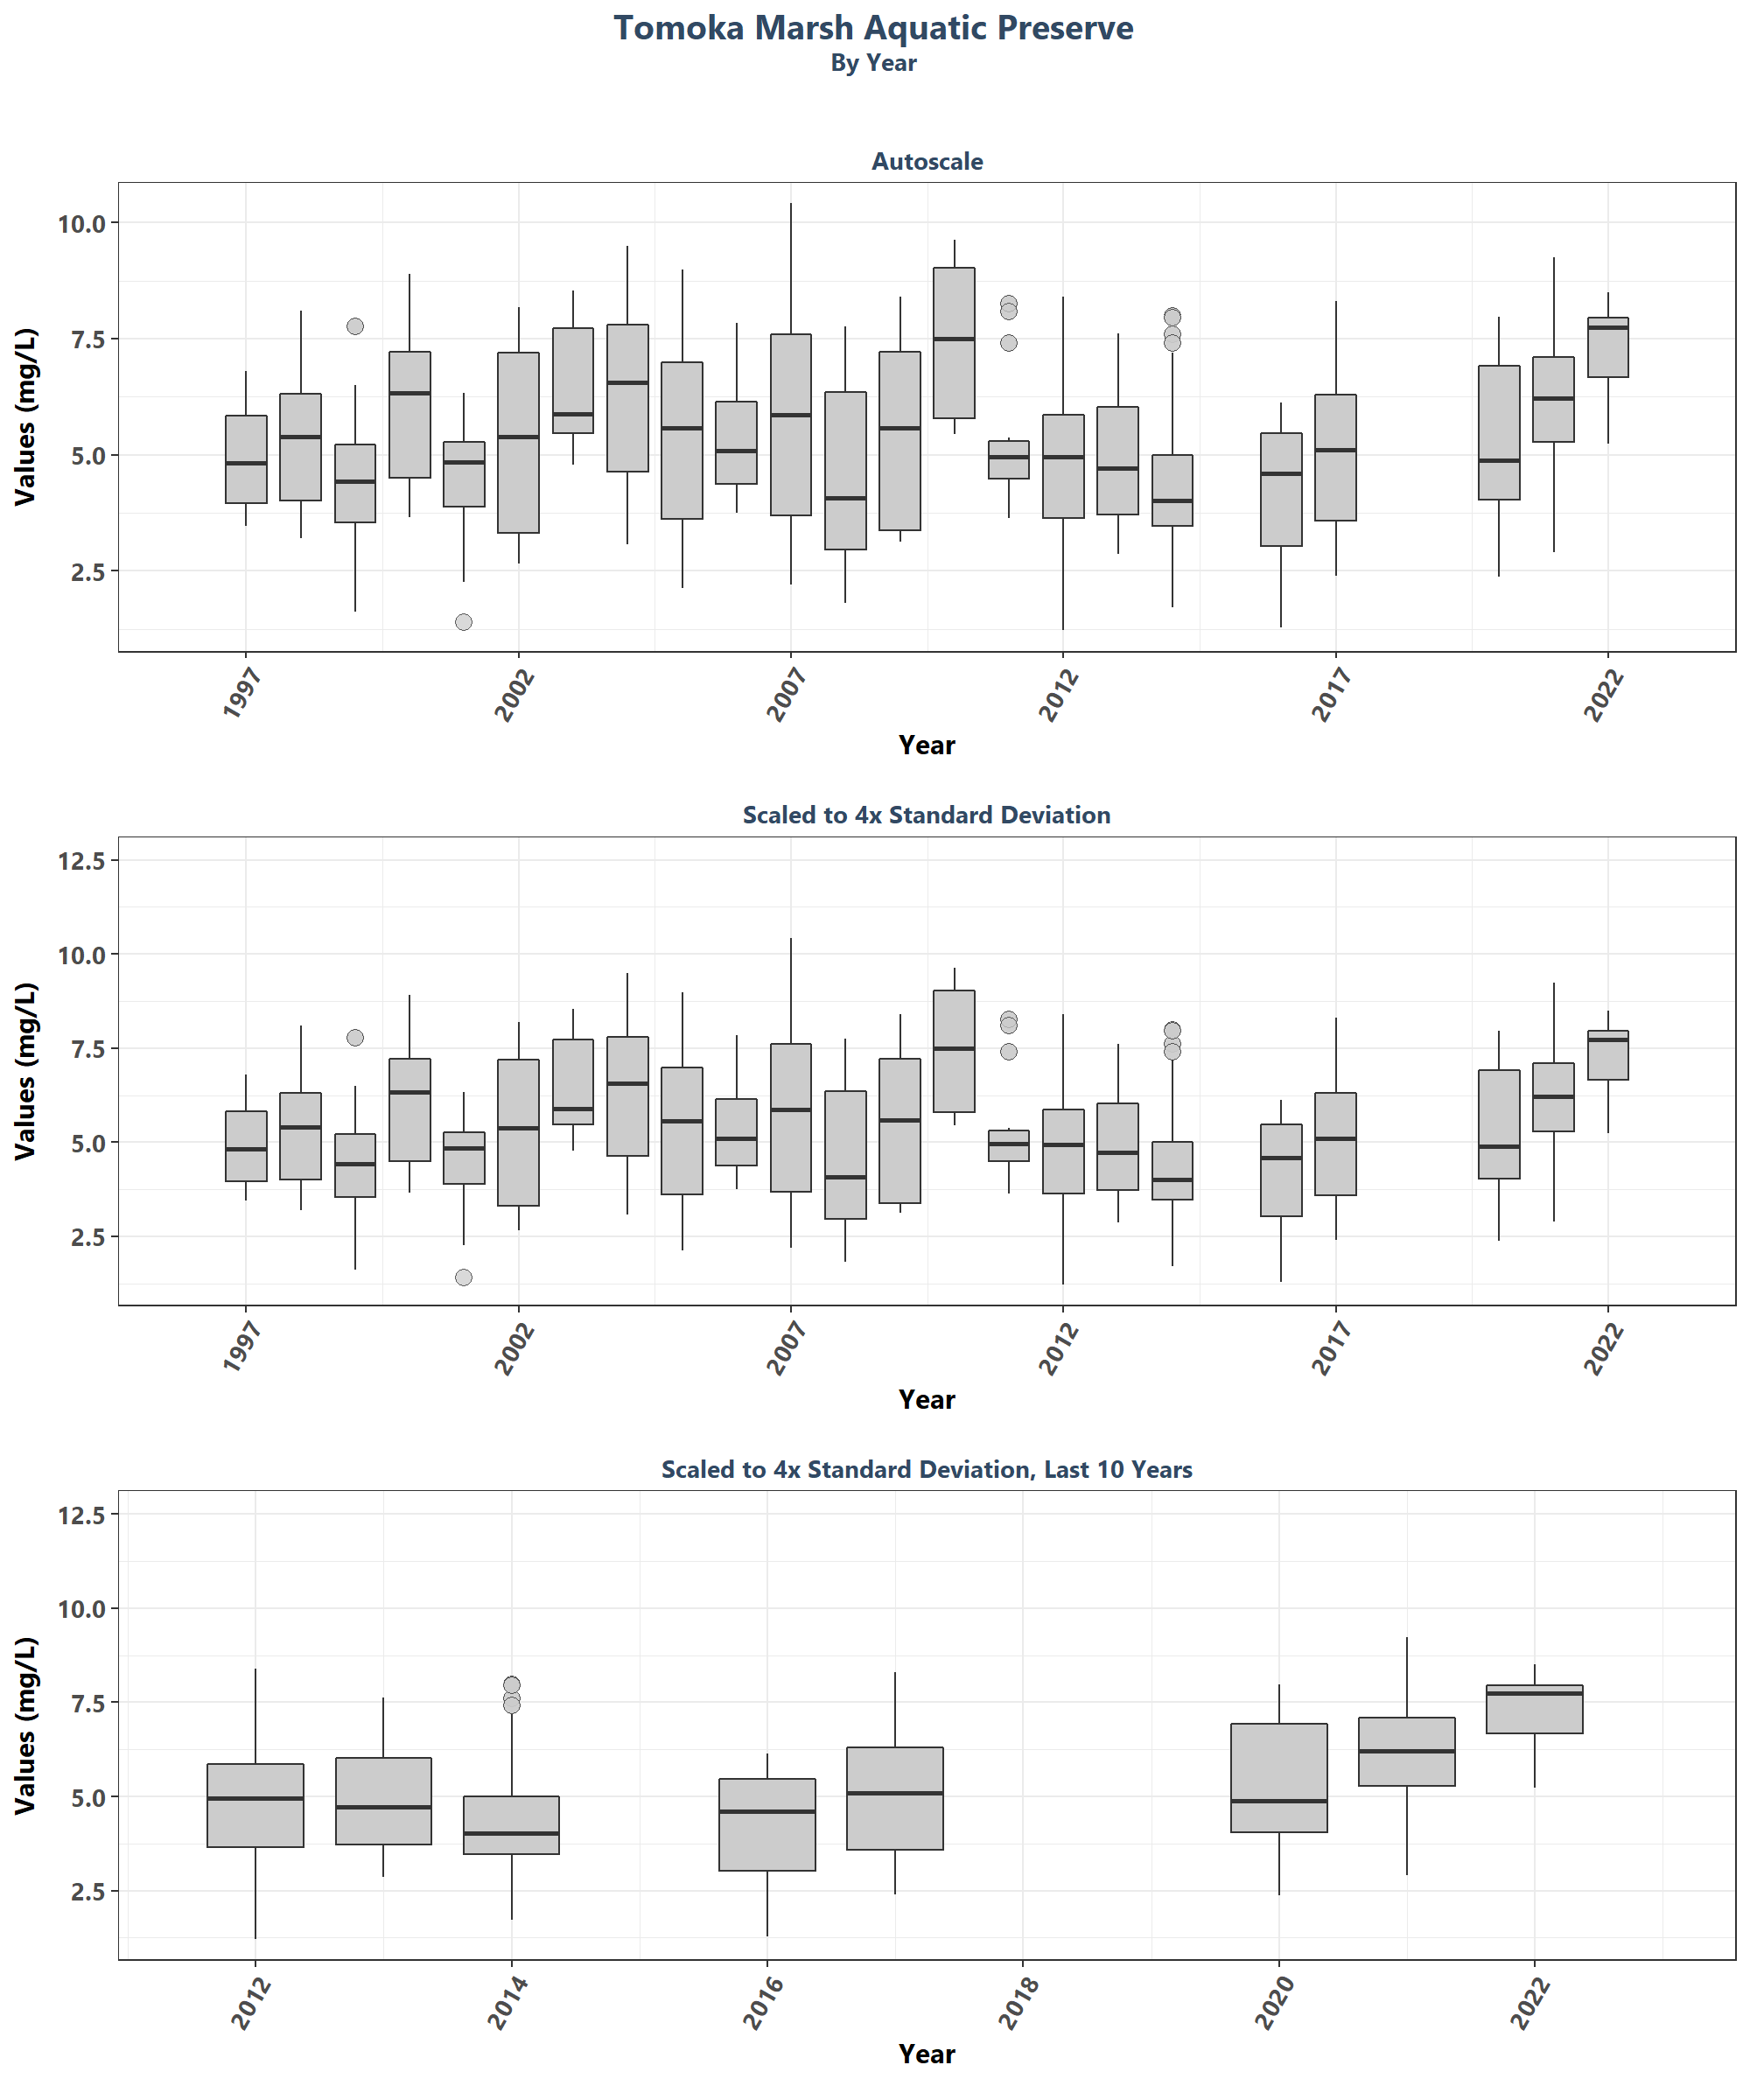 Tomoka Marsh Aquatic Preserve
By Year
Autoscale
Values (mg/L)
10.0
7.5
5.0
2.5
1997
2002
2007
2012
2017
2022
Year
Scaled to 4x Standard Deviation
Values (mg/L)
12.5
10.0
7.5
5.0
2.5
1997
2002
2007
2012
2017
2022
Year
Scaled to 4x Standard Deviation, Last 10 Years
Values (mg/L)
12.5
10.0
7.5
5.0
2.5
2012
2014
2016
2018
2020
2022
Year